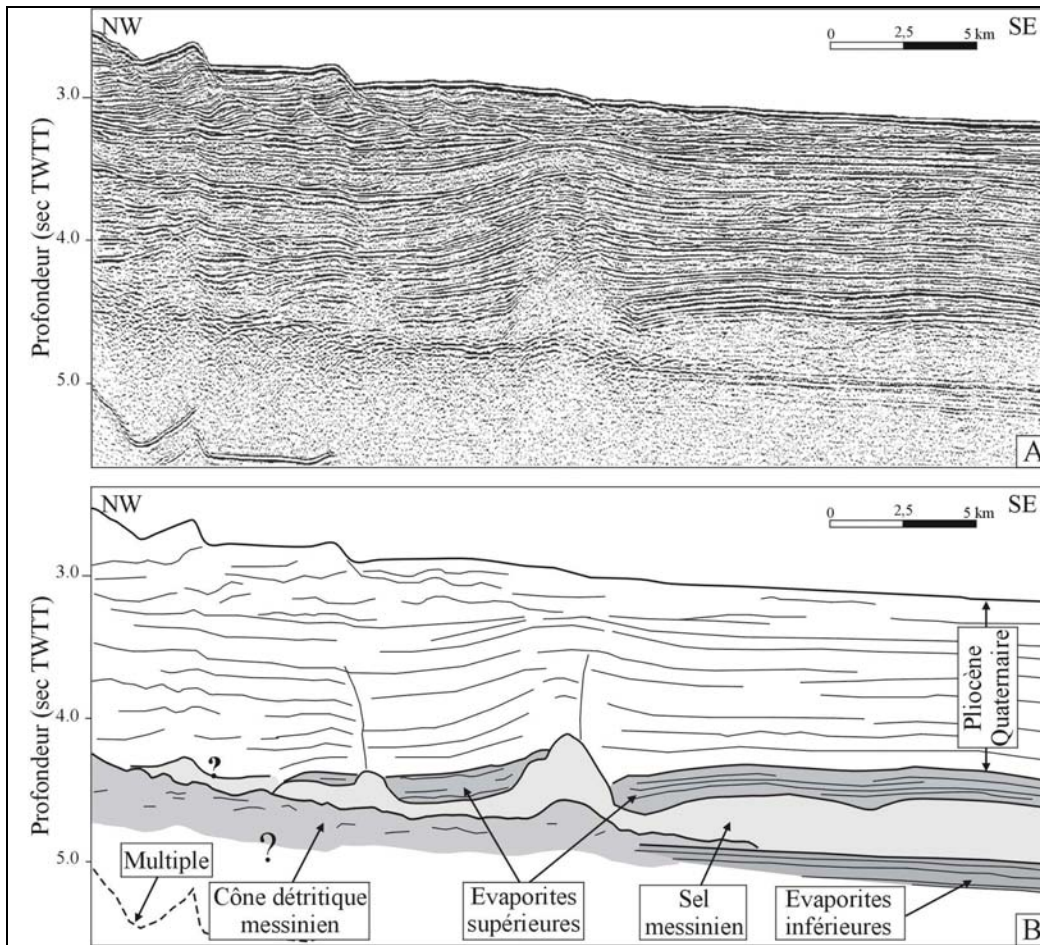 NW
SE
0 2,5 5 km
3.0
4.0
5.0
Profondeur (sec TWTT)
A
NW
SE
0 2,5 5 km
3.0
4.0
5.0
Profondeur (sec TWTT)
Pliocène
Quaternaire
?
?
Multiple
Cône détritique
messinien
Evaporites
supérieures
Sel
messinien
Evaporites
inférieures
B